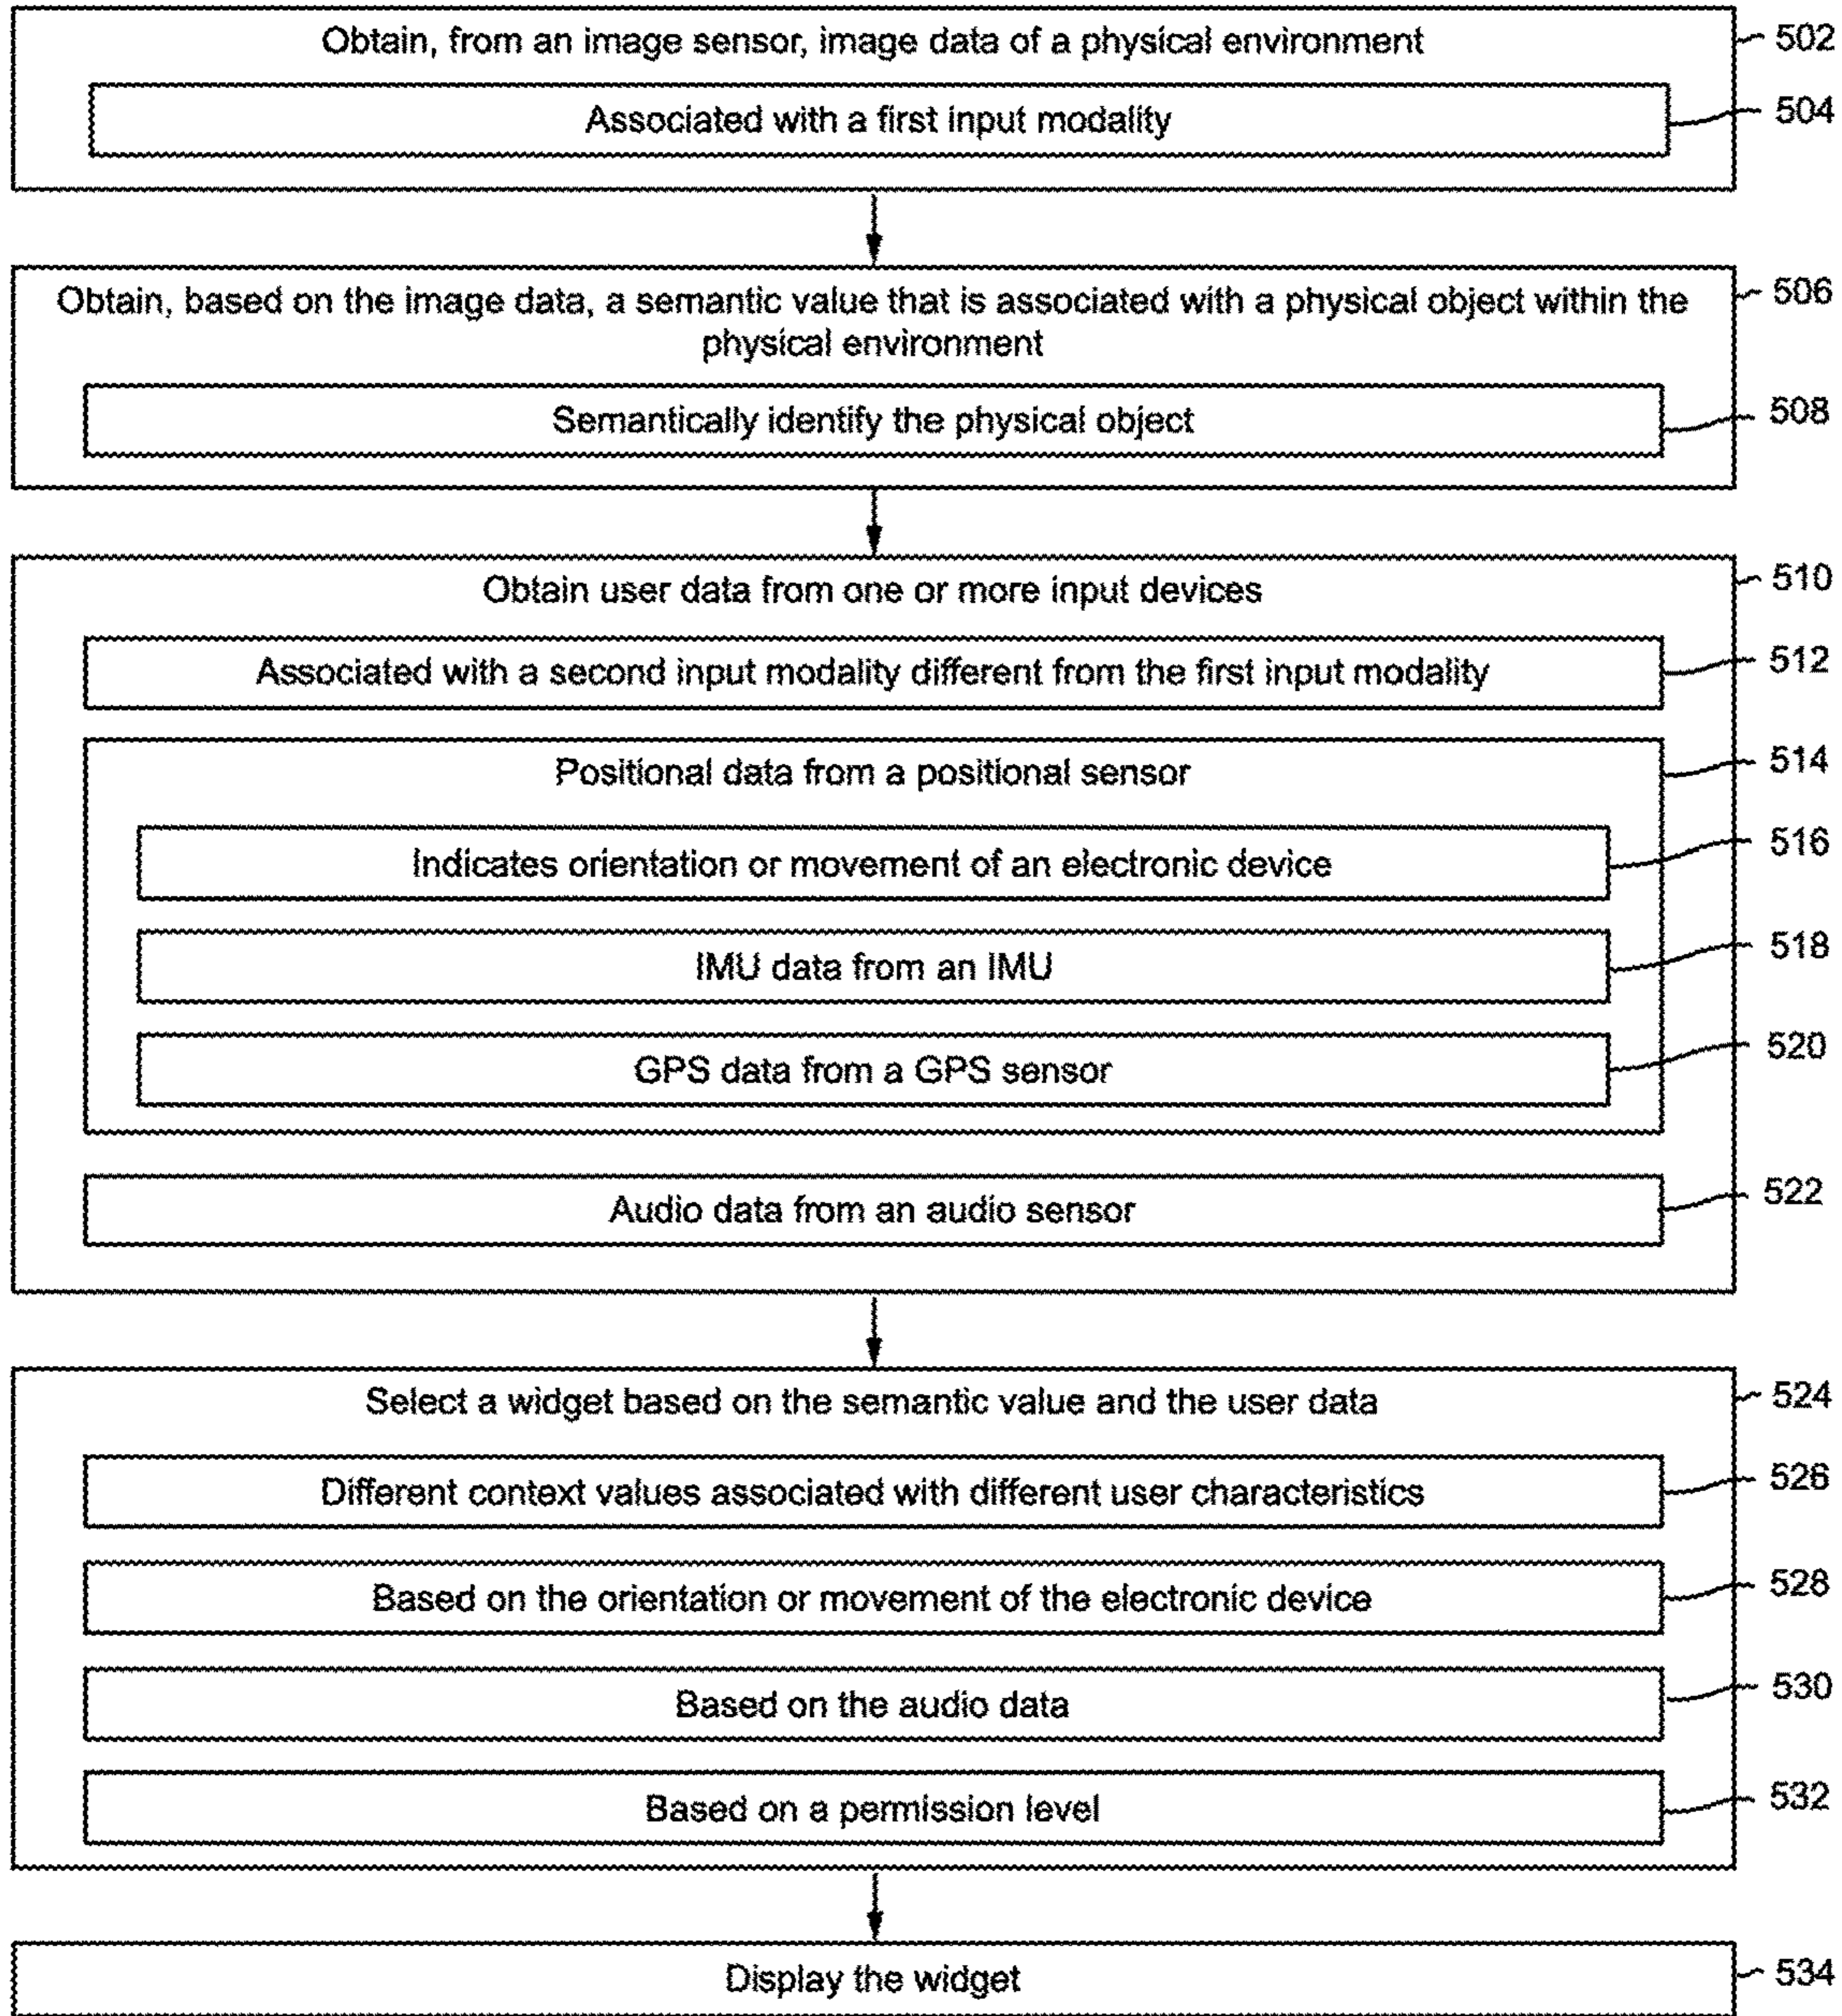 Obtain, from an image sensor, image data of a physical environment
502
Associated with a first input modality
504
Obtain, based on the image data, a semantic value that is associated with a physical object within the
physical environment
506
Semantically identify the physical object
508
Obtain user data from one or more input devices
510
Associated with a second input modality different from the first input modality
512
Positional data from a positional sensor
514
Indicates orientation or movement of an electronic device
516
IMU data from an IMU
518
GPS data from a GPS sensor
520
Audio data from an audio sensor
522
Select a widget based on the semantic value and the user data
524
Different context values associated with different user characteristics
526
Based on the orientation or movement of the electronic device
528
Based on the audio data
530
Based on a permission level
532
Display the widget
534